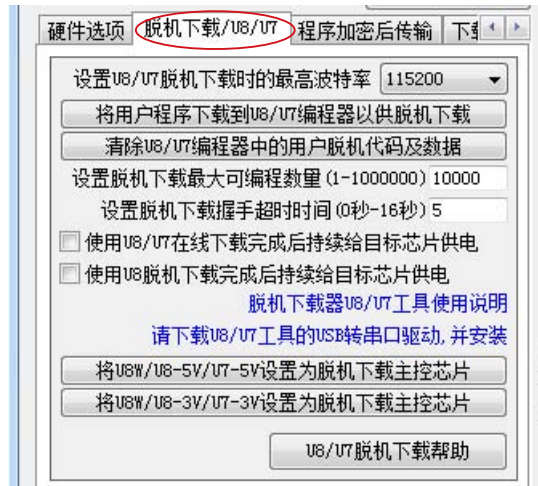 硬件选项 脱机下载/U8/U7 程序加密后传输 下载
设置U8/U7脱机下载时的最高波特率 115200
将用户程序下载到U8/U7编程器以供脱机下载
清除U8/U7编程器中的用户脱机代码及数据
设置脱机下载最大可编程数量(1-1000000) 10000
设置脱机下载握手超时时间(0秒-16秒) 5
使用U8/U7在线下载完成后持续给目标芯片供电
使用U8脱机下载完成后持续给目标芯片供电
脱机下载器U8/U7工具使用说明
请下载U8/U7工具的USB转串口驱动,并安装
将U8W/U8-5V/U7-5V设置为脱机下载主控芯片
将U8W/U8-3V/U7-3V设置为脱机下载主控芯片
U8/U7脱机下载帮助